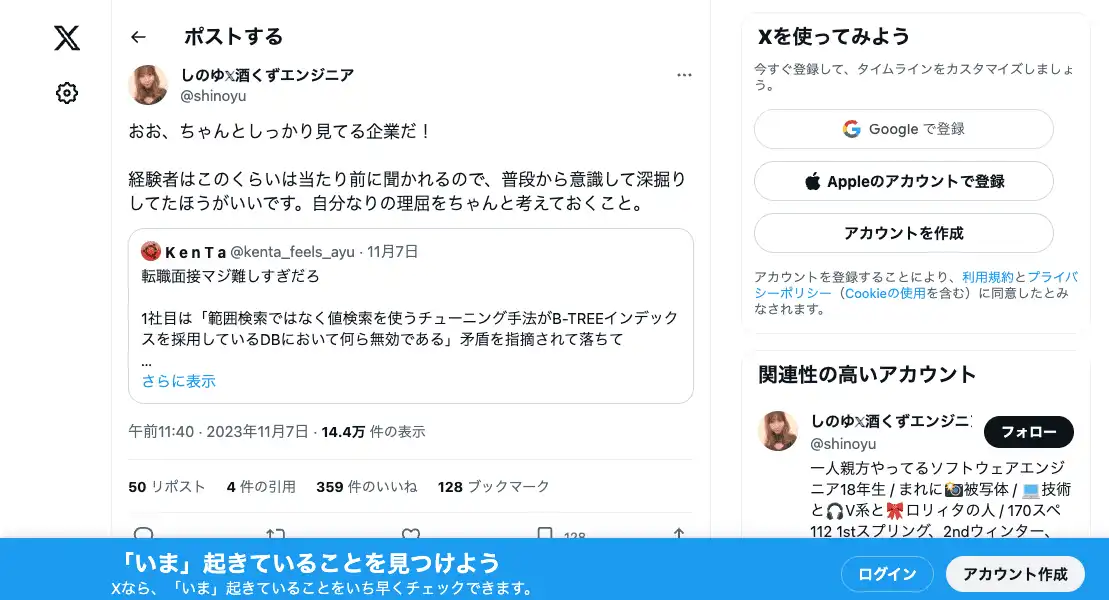 ポストする
しのゆ𝕏酒くずエンジニア
@shinoyu
おお、ちゃんとしっかり見てる企業だ！
経験者はこのくらいは当たり前に聞かれるので、普段から意識して深掘り
してたほうがいいです。自分なりの理屈をちゃんと考えておくこと。
K e n T a @kenta_feels_ayu · 11月7日
転職面接マジ難しすぎだろ
1社目は「範囲検索ではなく値検索を使うチューニング手法がB-TREEインデック
スを採用しているDBにおいて何ら無効である」矛盾を指摘されて落ちて
...
さらに表示
午前11:40 · 2023年11月7日 · 14.4万 件の表示
50 リポスト 4 件の引用 359 件のいいね 128 ブックマーク
128
Xを使ってみよう
今すぐ登録して、タイムラインをカスタマイズしましょ
う。
Google で登録
Appleのアカウントで登録
アカウントを作成
アカウントを登録することにより、利用規約とプライバ
シーポリシー（Cookieの使用を含む）に同意したとみ
なされます。
関連性の高いアカウント
しのゆ𝕏酒くずエンジニ
フォロー
@shinoyu
一人親方やってるソフトウェアエンジ
ニア18年生 / まれに📸被写体 / 💻技術
と🎧V系と🎀ロリィタの人 / 170スペ
112 1stスプリング、2ndウィンター、
「いま」起きていることを見つけよう
Xなら、「いま」起きていることをいち早くチェックできます。
ログイン
アカウント作成